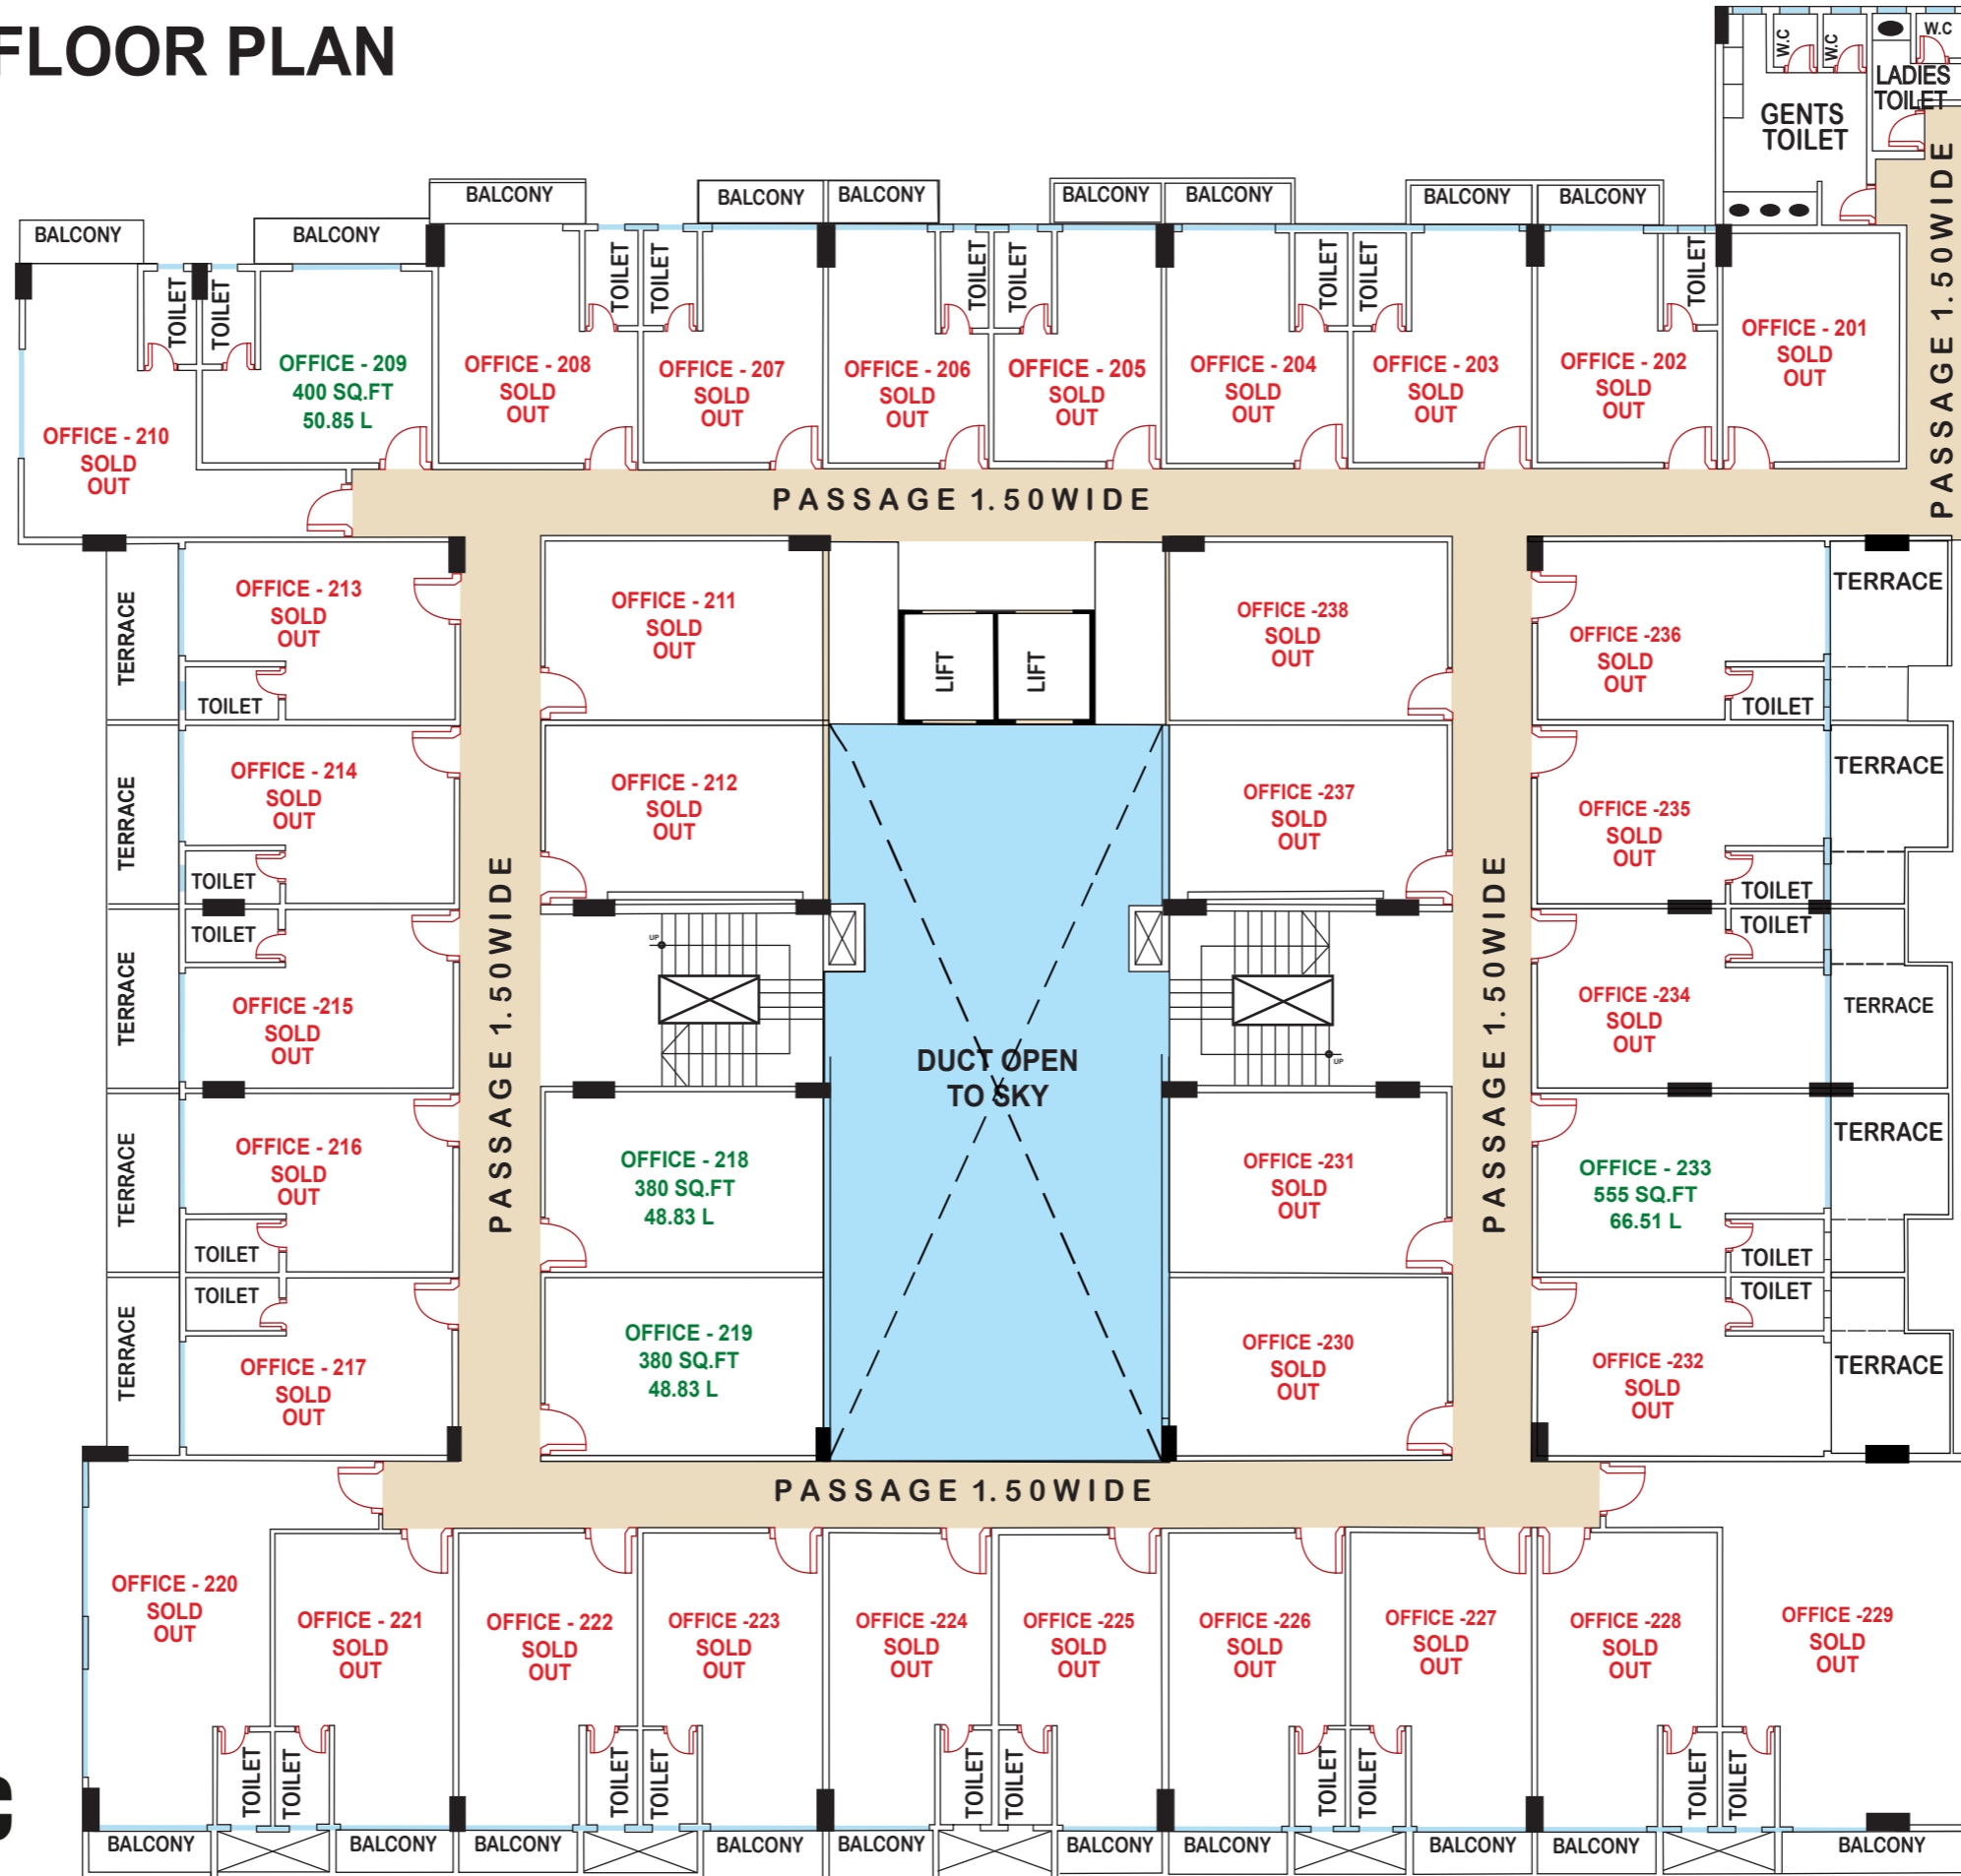 FLOOR PLAN
W.C
W.C
W.C
LADIES
TOILET
GENTS
TOILET
PASSAGE 1.50WIDE
BALCONY
BALCONY
BALCONY
BALCONY
BALCONY
BALCONY
BALCONY
BALCONY
BALCONY
TOILET
TOILET
TOILET
TOILET
TOILET
TOILET
TOILET
TOILET
TOILET
OFFICE - 210
SOLD
OUT
OFFICE - 209
400 SQ.FT
50.85 L
OFFICE - 208
SOLD
OUT
OFFICE - 207
SOLD
OUT
OFFICE - 206
SOLD
OUT
OFFICE - 205
SOLD
OUT
OFFICE - 204
SOLD
OUT
OFFICE - 203
SOLD
OUT
OFFICE - 202
SOLD
OUT
OFFICE - 201
SOLD
OUT
PASSAGE 1.50WIDE
TERRACE
OFFICE - 213
SOLD
OUT
TOILET
OFFICE - 211
SOLD
OUT
LIFT
LIFT
OFFICE -238
SOLD
OUT
OFFICE -236
SOLD
OUT
TOILET
TERRACE
TERRACE
OFFICE - 214
SOLD
OUT
TOILET
OFFICE - 212
SOLD
OUT
OFFICE -237
SOLD
OUT
OFFICE -235
SOLD
OUT
TOILET
TERRACE
PASSAGE 1.50WIDE
PASSAGE 1.50WIDE
TERRACE
TOILET
OFFICE -215
SOLD
OUT
UP
UP
DUCT OPEN
TO SKY
TOILET
OFFICE -234
SOLD
OUT
TERRACE
TERRACE
OFFICE - 216
SOLD
OUT
TOILET
OFFICE - 218
380 SQ.FT
48.83 L
OFFICE -231
SOLD
OUT
OFFICE - 233
555 SQ.FT
66.51 L
TOILET
TERRACE
TERRACE
TOILET
OFFICE - 217
SOLD
OUT
OFFICE - 219
380 SQ.FT
48.83 L
OFFICE -230
SOLD
OUT
TOILET
OFFICE -232
SOLD
OUT
TERRACE
PASSAGE 1.50WIDE
OFFICE - 220
SOLD
OUT
OFFICE - 221
SOLD
OUT
OFFICE - 222
SOLD
OUT
OFFICE -223
SOLD
OUT
OFFICE -224
SOLD
OUT
OFFICE -225
SOLD
OUT
OFFICE -226
SOLD
OUT
OFFICE -227
SOLD
OUT
OFFICE -228
SOLD
OUT
OFFICE -229
SOLD
OUT
TOILET
TOILET
TOILET
TOILET
TOILET
TOILET
TOILET
TOILET
TOILET
TOILET
BALCONY
BALCONY
BALCONY
BALCONY
BALCONY
BALCONY
BALCONY
BALCONY
BALCONY
BALCONY